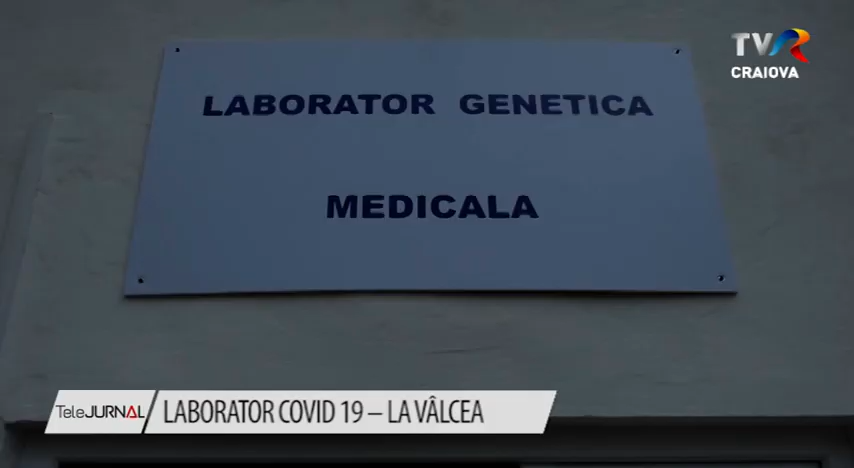 TVR
CRAIOVA
LABORATOR GENETICA
MEDICALA
TeleJURNAL
LABORATOR COVID 19 – LA VÂLCEA